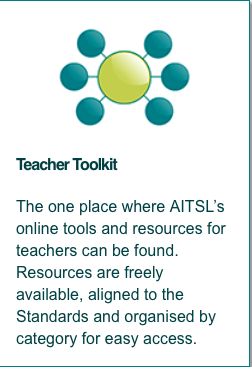 Teacher Toolkit
The one place where AITSL's
online tools and resources for
teachers can be found.
Resources are freely
available, aligned to the
Standards and organised by
category for easy access.